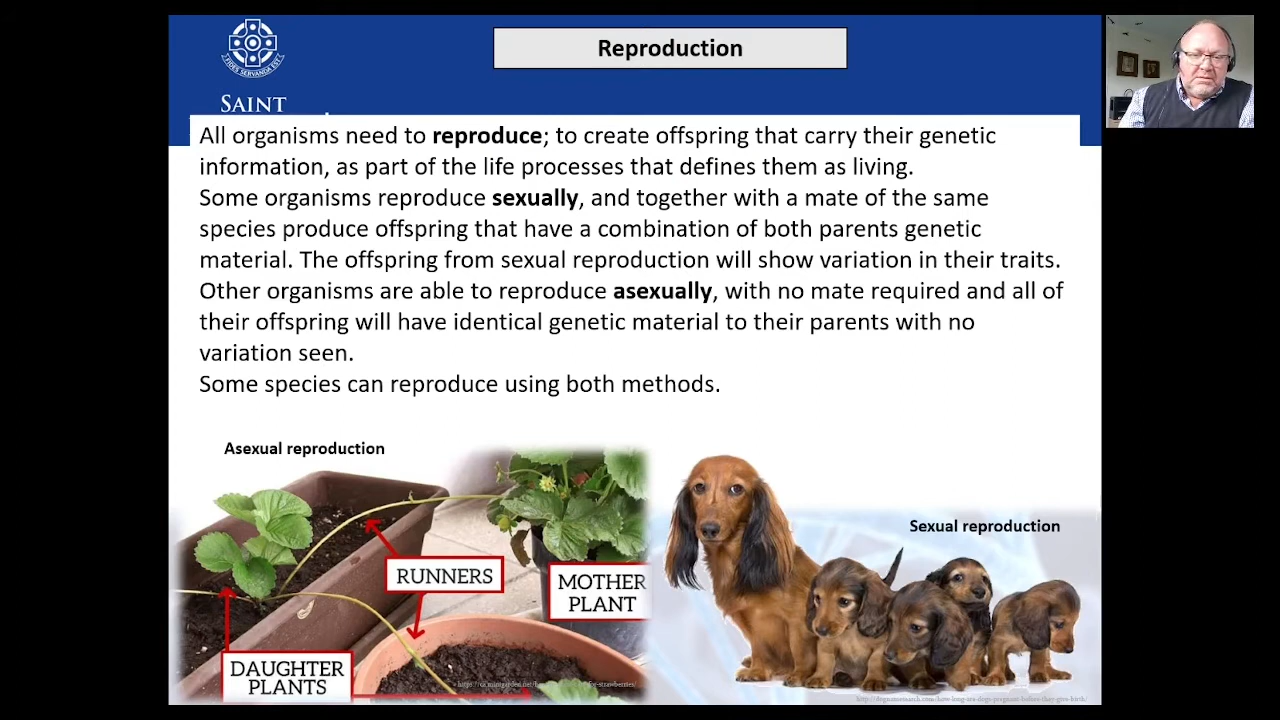 FIDES SERVANDA EST
SAINT
Reproduction
All organisms need to reproduce; to create offspring that carry their genetic
information, as part of the life processes that defines them as living.
Some organisms reproduce sexually, and together with a mate of the same
species produce offspring that have a combination of both parents genetic
material. The offspring from sexual reproduction will show variation in their traits.
Other organisms are able to reproduce asexually, with no mate required and all of
their offspring will have identical genetic material to their parents with no
variation seen.
Some species can reproduce using both methods.
Asexual reproduction
Sexual reproduction
RUNNERS
MOTHER
PLANT
DAUGHTER
PLANTS